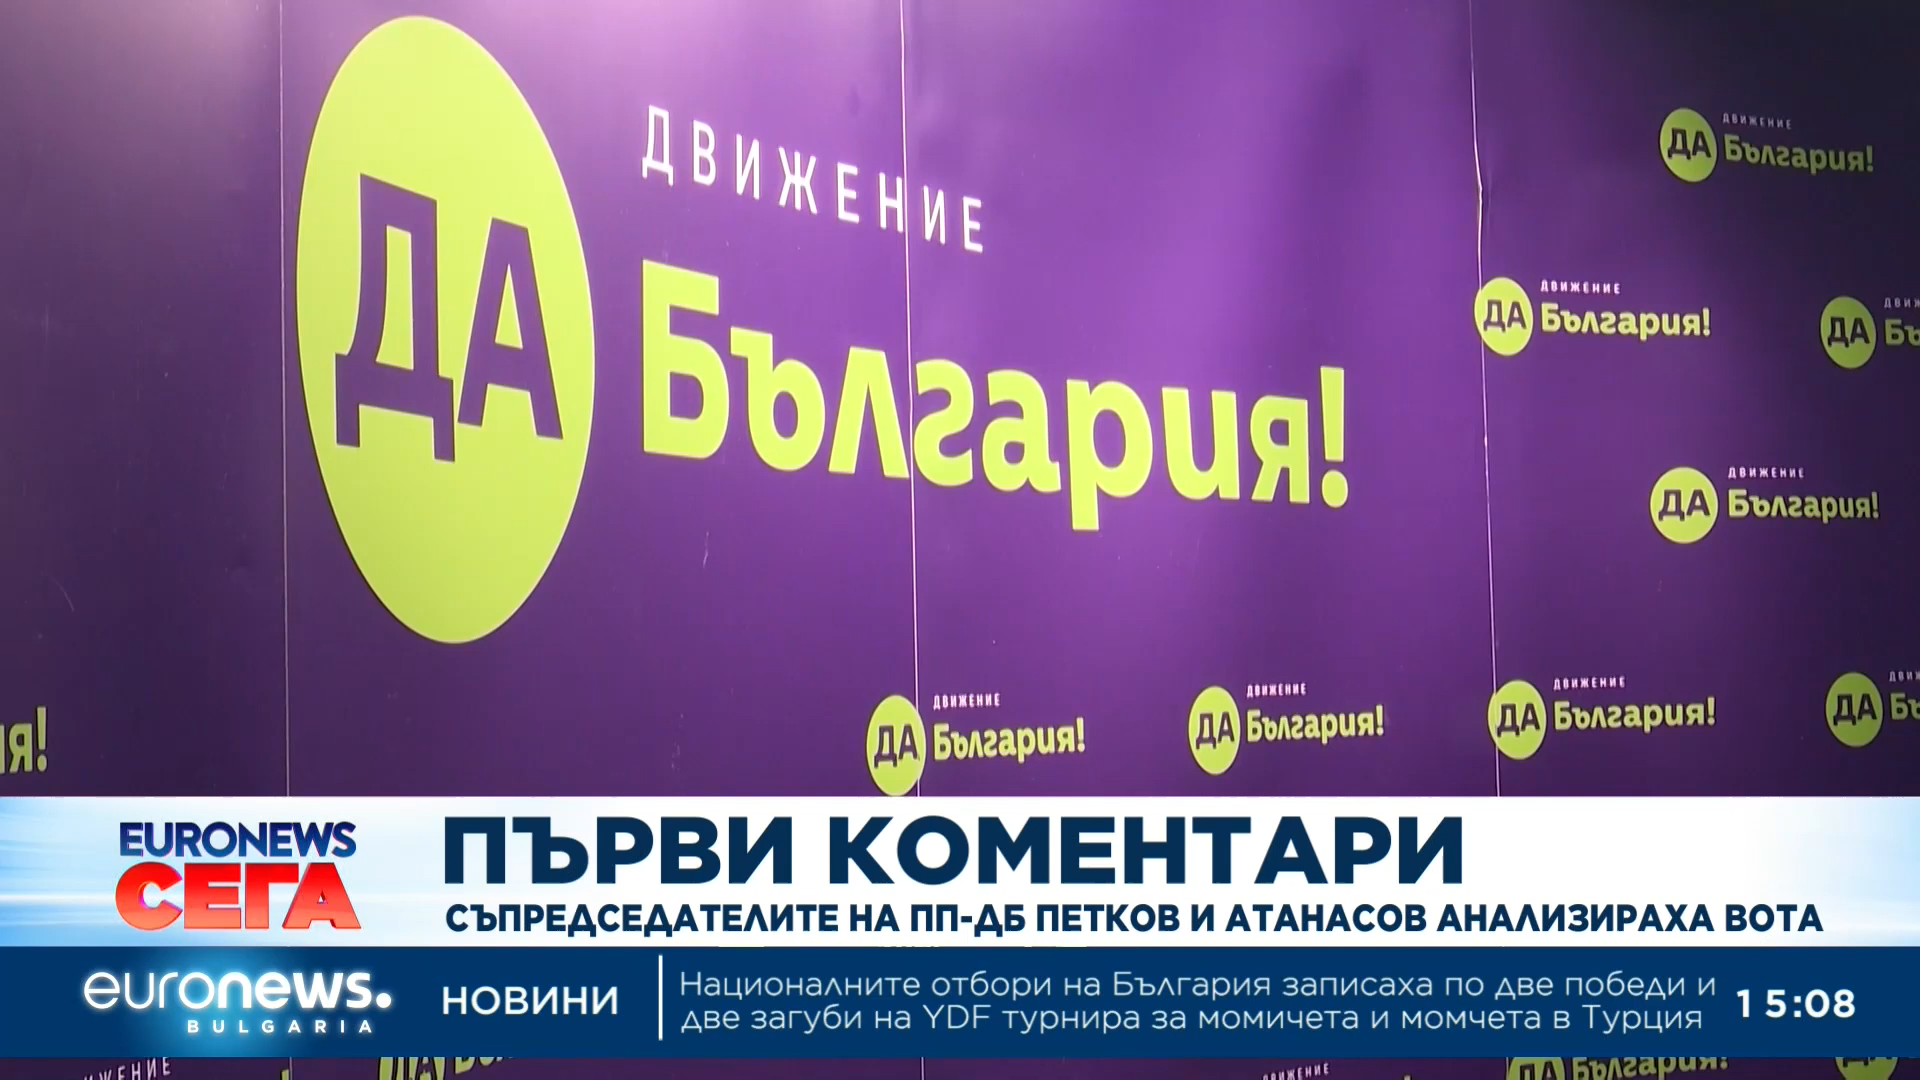 ДВИЖЕНИЕ
ДА България!
ДВИЖЕНИЕ
ДА България!
ДВИЖЕНИЕ
ДА България!
ДА
ДВИЖЕНИЕ
ДА България!
ДВИЖЕНИЕ
ДА България!
ДВИЖЕНИЕ
ДА България!
ДВИЖЕНИЕ
ДА България!
ДА
EURONEWS
СЕГА
ПЪРВИ КОМЕНТАРИ
СЪПРЕДСЕДАТЕЛИТЕ НА ПП-ДБ ПЕТКОВ И АТАНАСОВ АНАЛИЗИРАХА ВОТА
euronews.
BULGARIA
НОВИНИ
Националните отбори на България записаха по две победи и
две загуби на YDF турнира за момичета и момчета в Турция
15:08